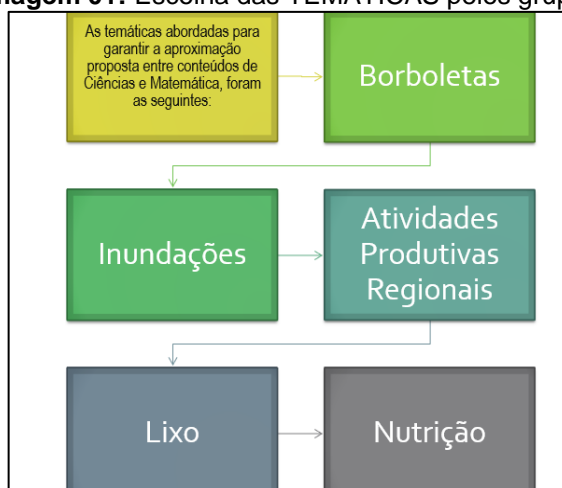 Escolha das TEMÁTICAS pelos
As temáticas abordadas para
garantir a aproximação
proposta entre conteúdos de
Ciências e Matemática, foram
as seguintes:
Borboletas
Inundações
Atividades
Produtivas
Regionais
Lixo
Nutrição